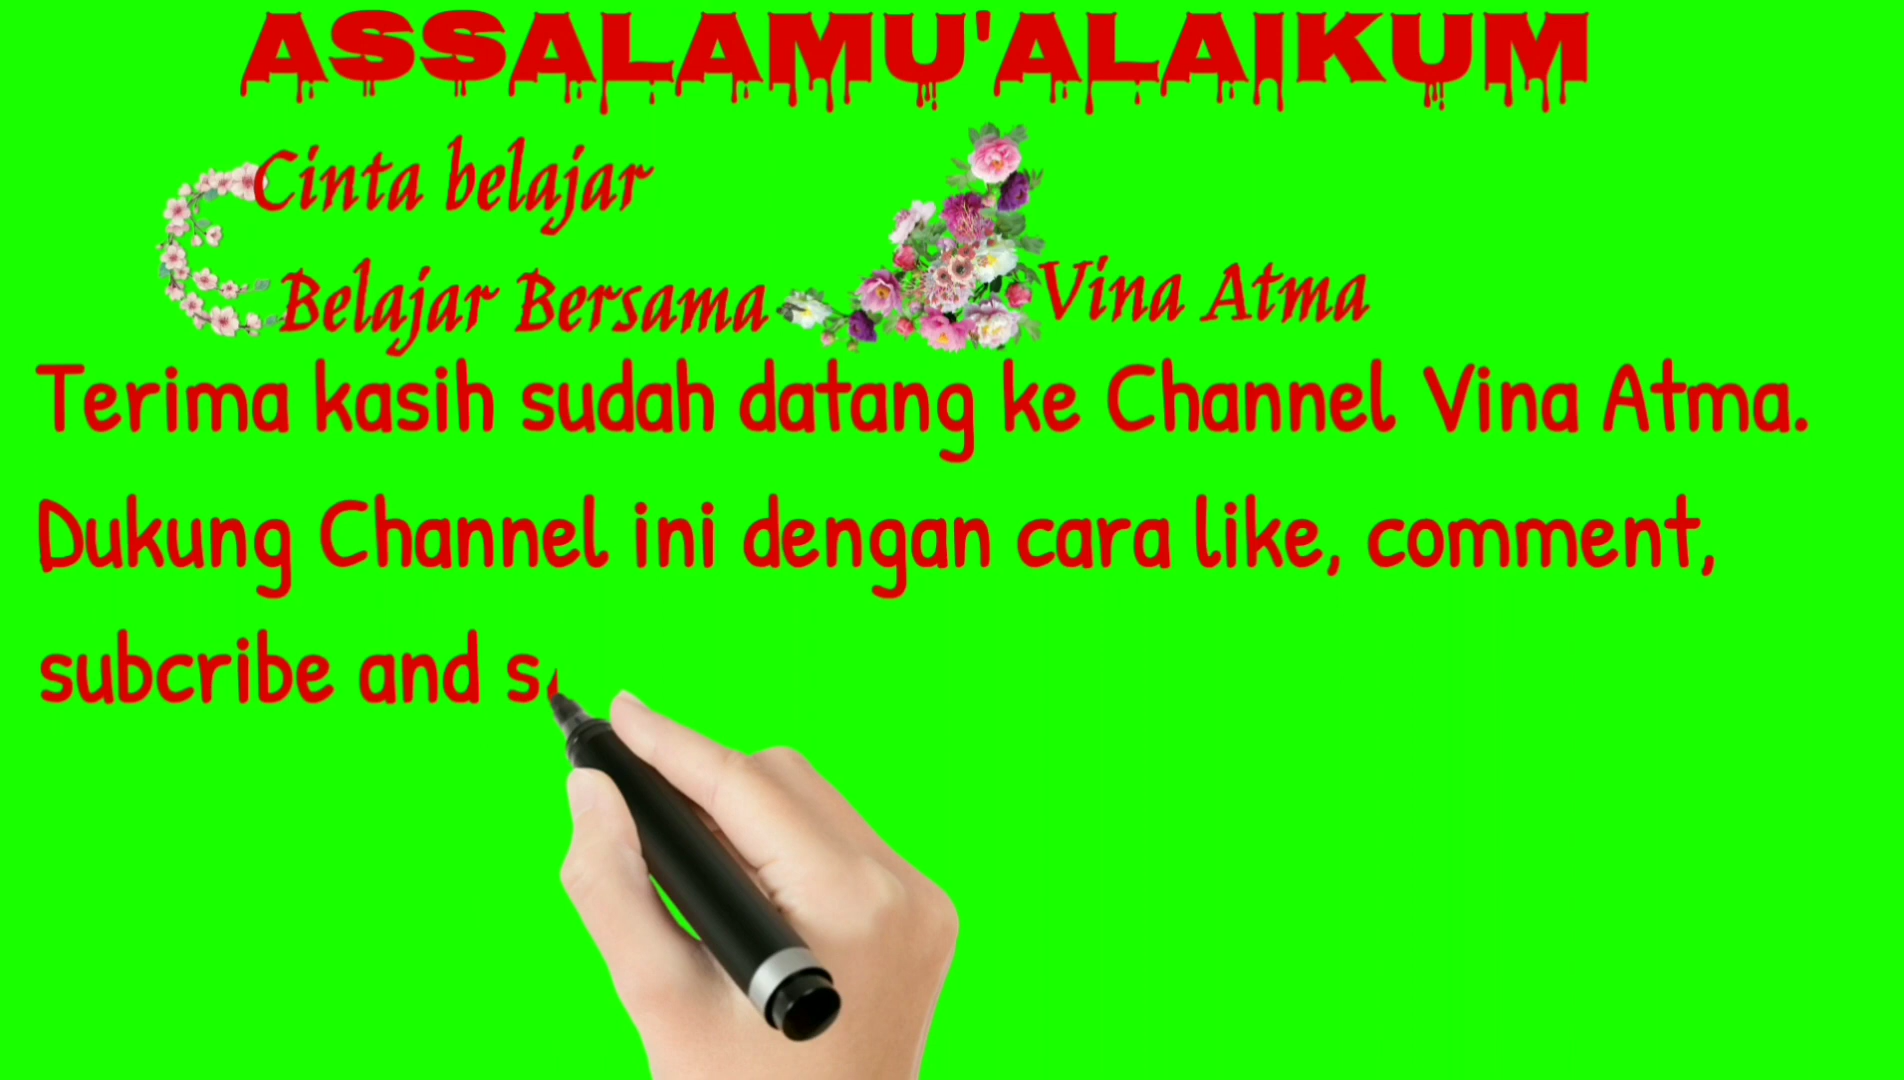 ASSALAMU'ALAIKUM
Cinta belajar
Belajar Bersama Vina Atma
Terima kasih sudah datang ke Channel Vina Atma.
Dukung Channel ini dengan cara like, comment,
subcribe and s